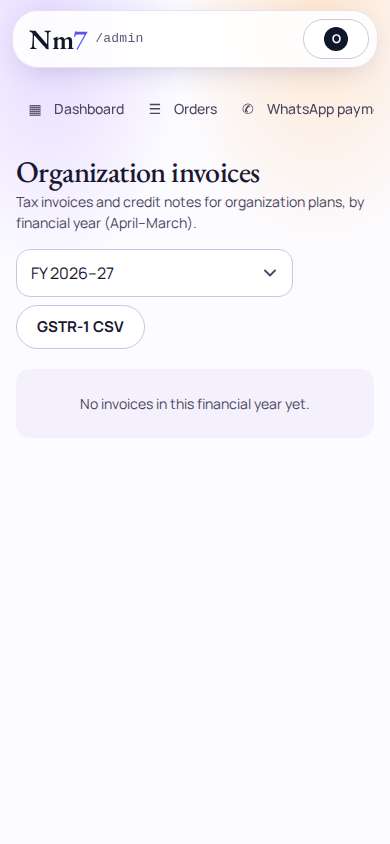 Nm7 /admin
O
Dashboard
Orders
WhatsApp paym
Organization invoices
Tax invoices and credit notes for organization plans, by
financial year (April–March).
FY 2026–27
GSTR-1 CSV
No invoices in this financial year yet.